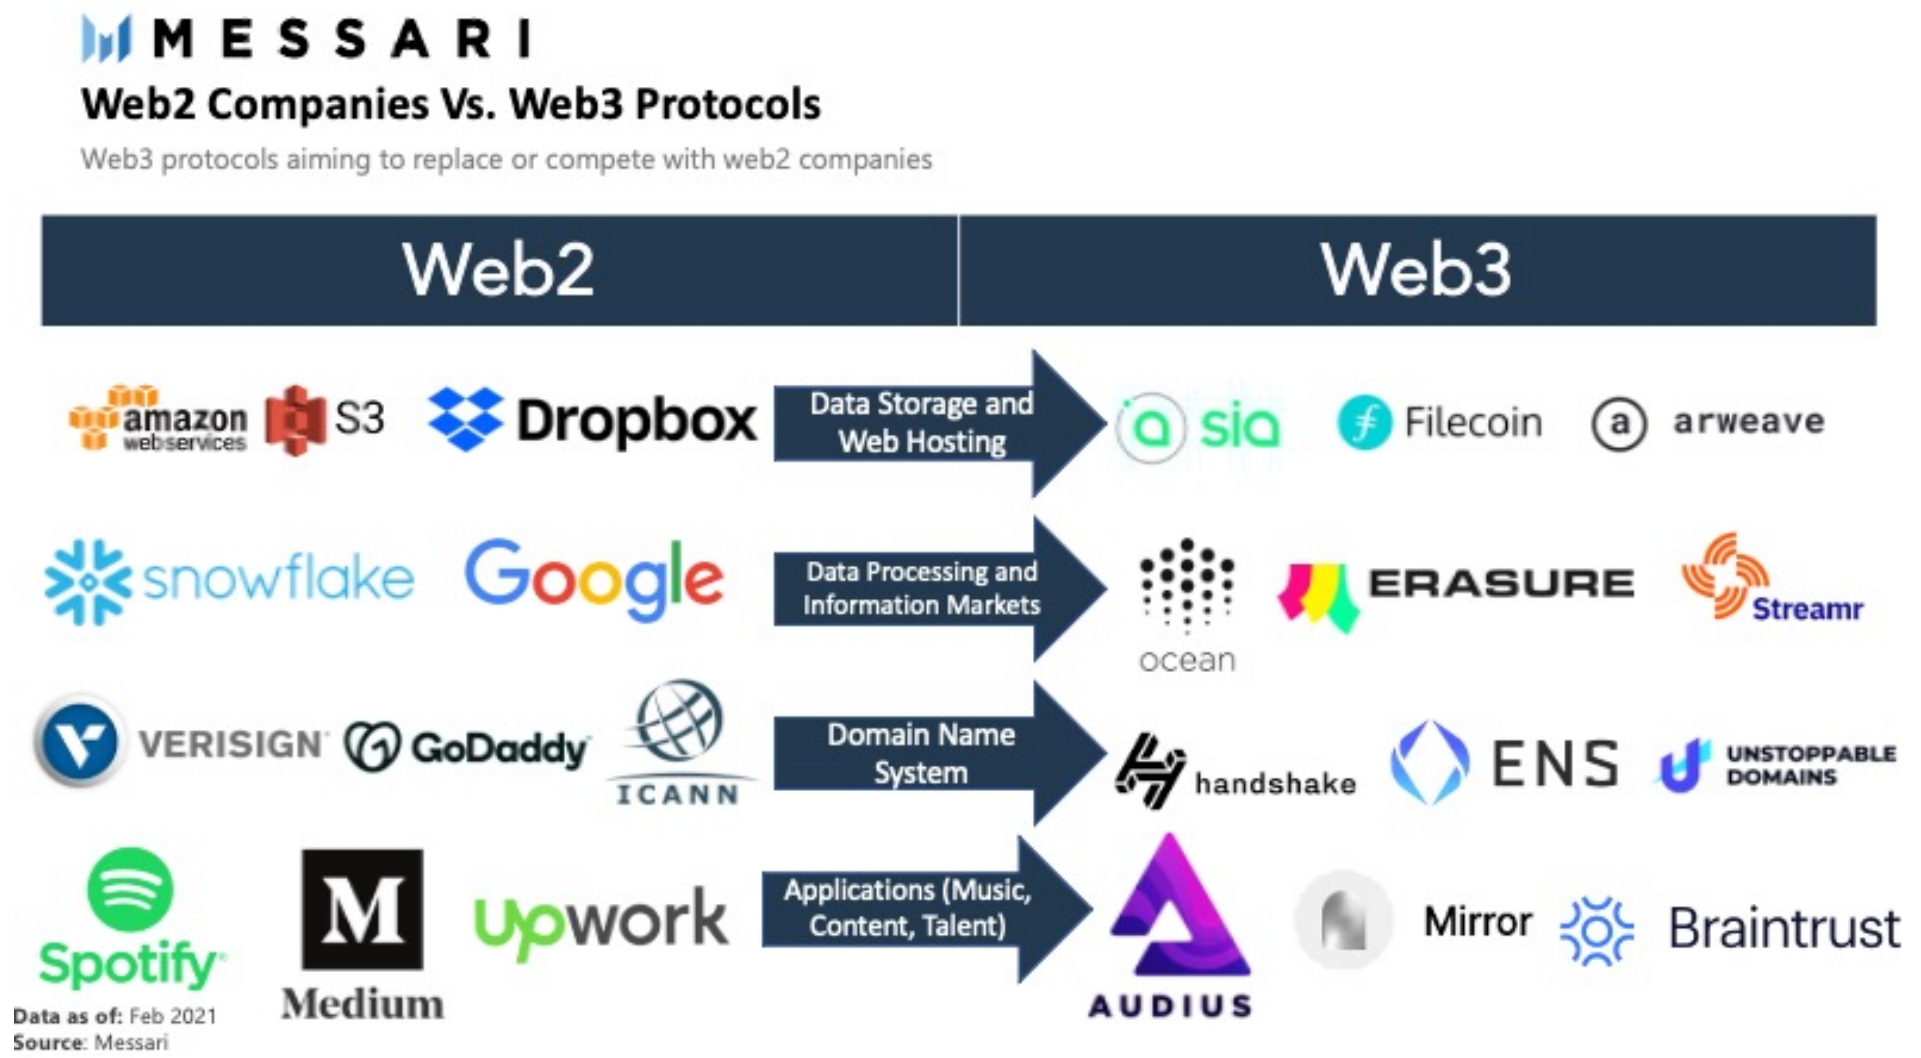 MESSARI
Web2 Companies Vs. Web3 Protocols
Web3 protocols aiming to replace or compete with web2 companies
Web2 Web3
amazon
webservices
S3 Dropbox
Data Storage and
Web Hosting
sia Filecoin arweave
snowflake Google
Data Processing and
Information Markets
ocean
ERASURE
Streamr
VERISIGN GoDaddy
ICANN
Domain Name
System
handshake
ENS
UNSTOPPABLE
DOMAINS
Spotify
M
Medium
upwork
Applications (Music,
Content, Talent)
AUDIUS
Mirror
Braintrust
Data as of: Feb 2021
Source: Messari